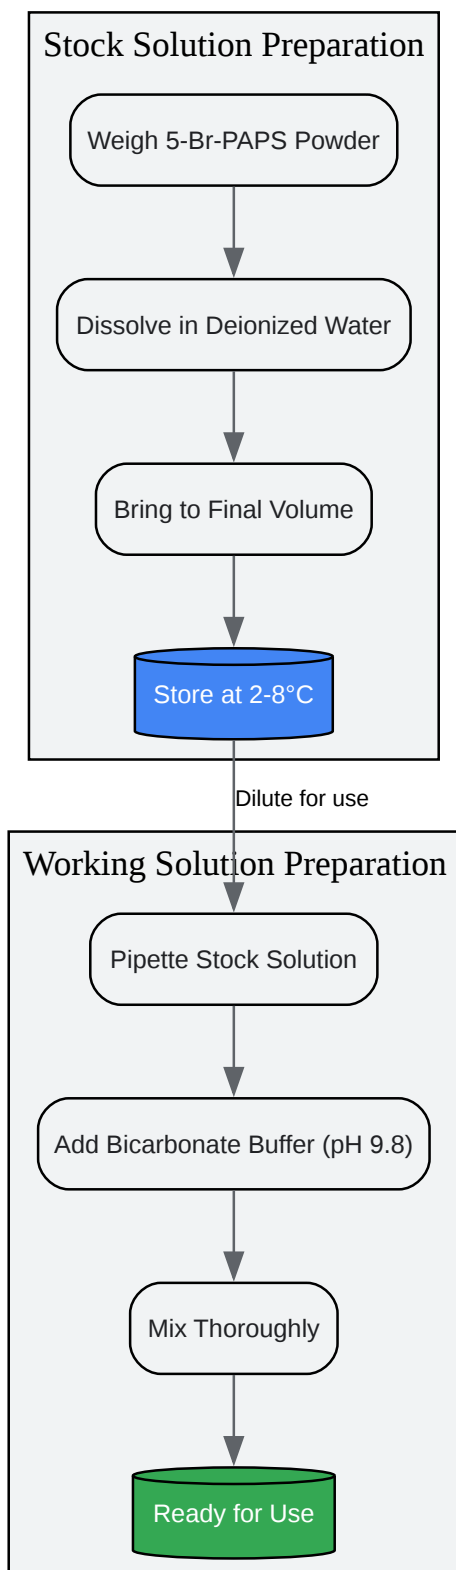 Stock Solution Preparation
Weigh 5-Br-PAPS Powder
Dissolve in Deionized Water
Bring to Final Volume
Store at 2-8°C
Dilute for use
Working Solution Preparation
Pipette Stock Solution
Add Bicarbonate Buffer (pH 9.8)
Mix Thoroughly
Ready for Use